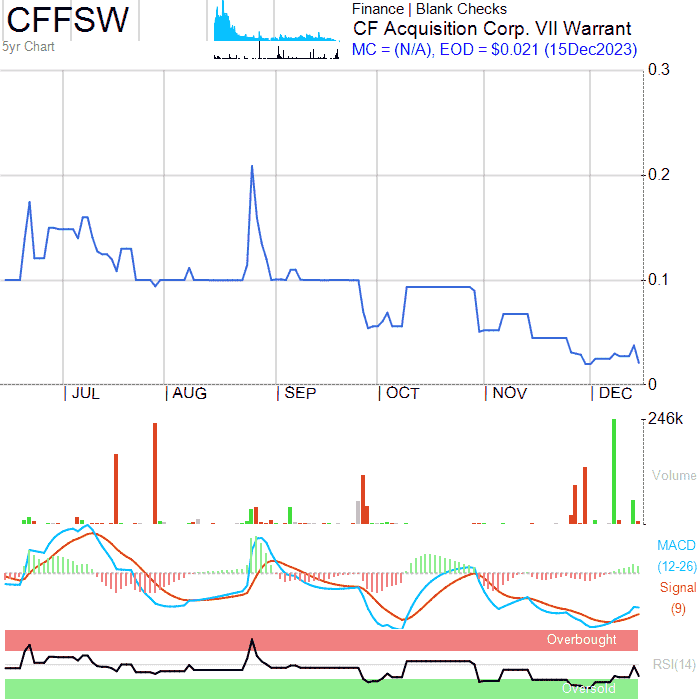 CFFSW
5yr Chart
Finance | Blank Checks
CF Acquisition Corp. VII Warrant
MC = (N/A), EOD = $0.021 (15Dec2023)
0.3
0.2
0.1
0
JUL AUG SEP OCT NOV DEC
246k
Volume
MACD
(12-26)
Signal
(9)
Overbought
RSI(14)
Oversold